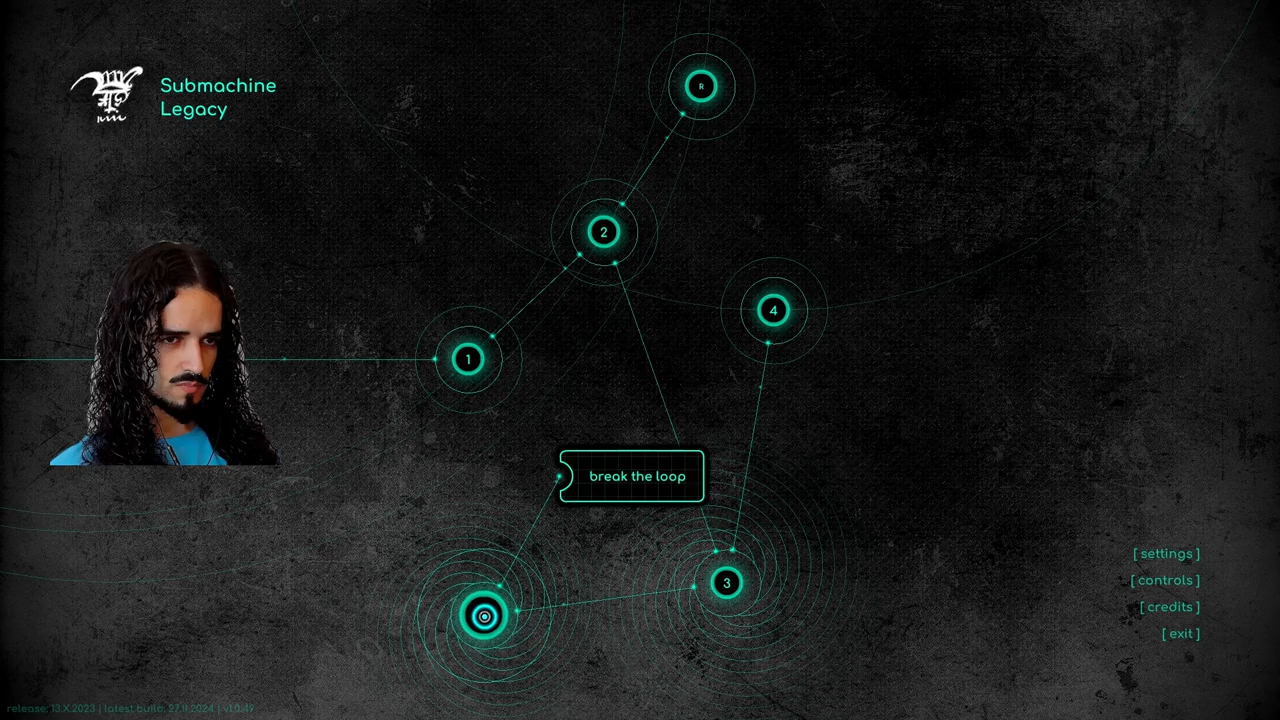 Submachine
Legacy
R
2
4
1
break the loop
3
[ settings ]
[ controls ]
[ credits ]
[ exit ]
release: 13.X.2023 | latest build: 27.II.2024 | v1.0.49